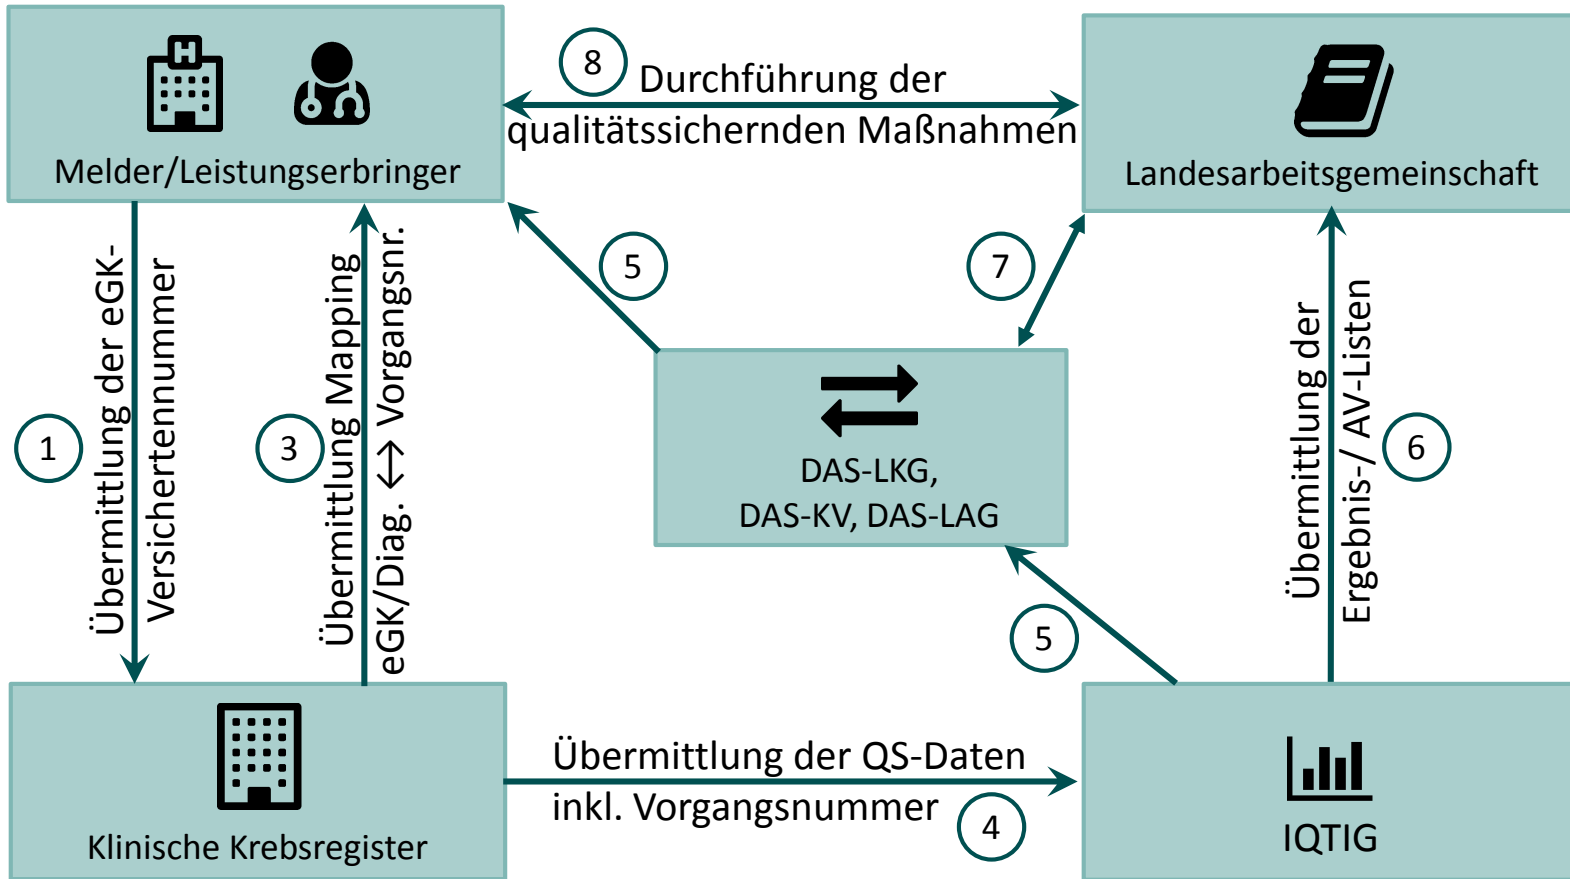 Melder/Leistungserbringer
8
Durchführung der
qualitätssichernden Maßnahmen
Landesarbeitsgemeinschaft
1
Übermittlung der eGK-
Versichertennummer
3
Übermittlung Mapping
eGK/Diag. ↔ Vorgangsnr.
5
7
DAS-LKG,
DAS-KV, DAS-LAG
Übermittlung der
Ergebnis-/ AV-Listen
6
5
Klinische Krebsregister
Übermittlung der QS-Daten
inkl. Vorgangsnummer
4
IQTIG